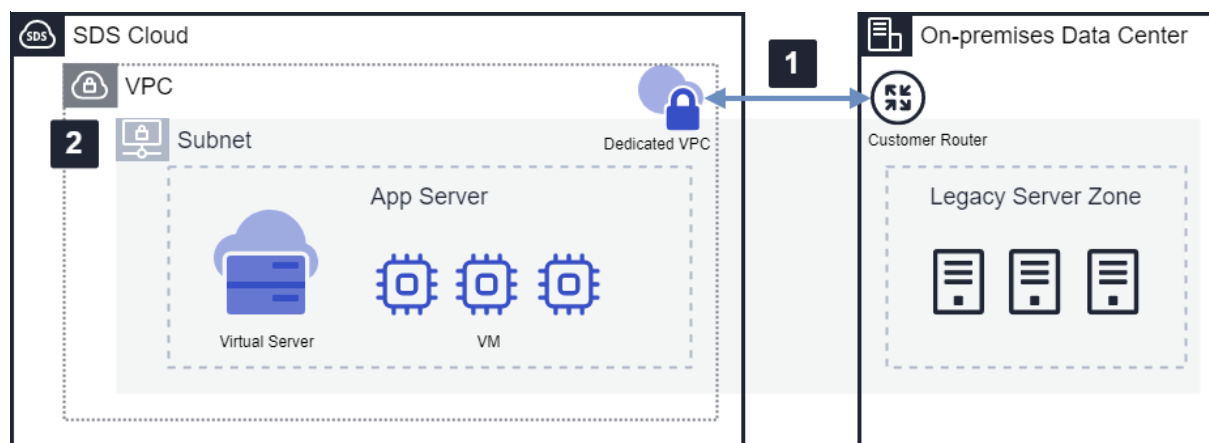 SDS
SDS Cloud
On-premises Data Center
1
VPC
2
Subnet
Dedicated VPC
Customer Router
App Server
Legacy Server Zone
Virtual Server
VM